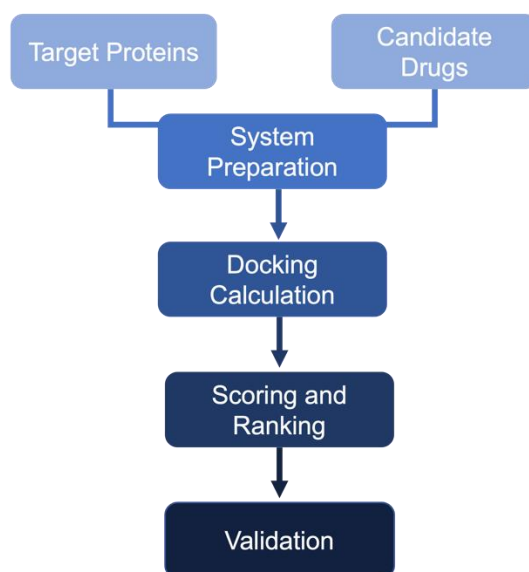 Target Proteins
Candidate
Drugs
System
Preparation
Docking
Calculation
Scoring and
Ranking
Validation